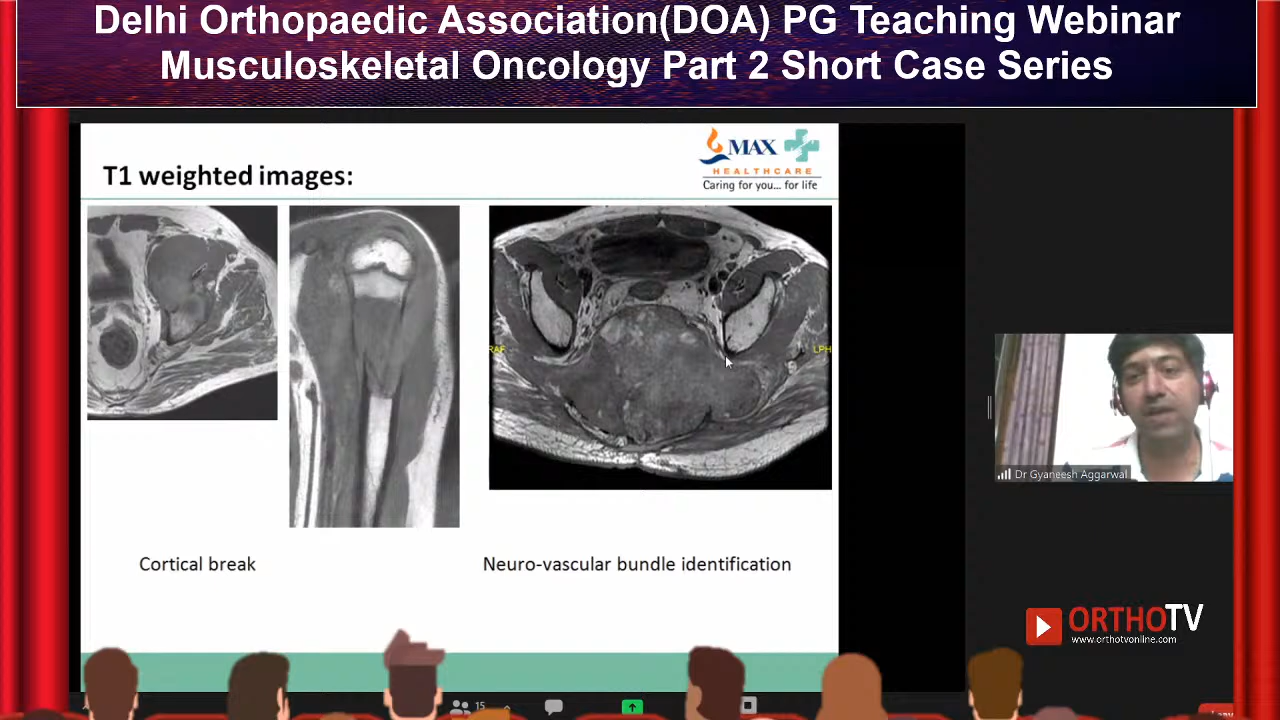 Delhi Orthopaedic Association(DOA) PG Teaching Webinar
Musculoskeletal Oncology Part 2 Short Case Series
T1 weighted images:
MAX
HEALTHCARE
Caring for you... for life
RAF
LPH
Cortical break
Neuro-vascular bundle identification
Dr Gyaneesh Aggarwal
ORTHOTV
www.orthotvonline.com
15